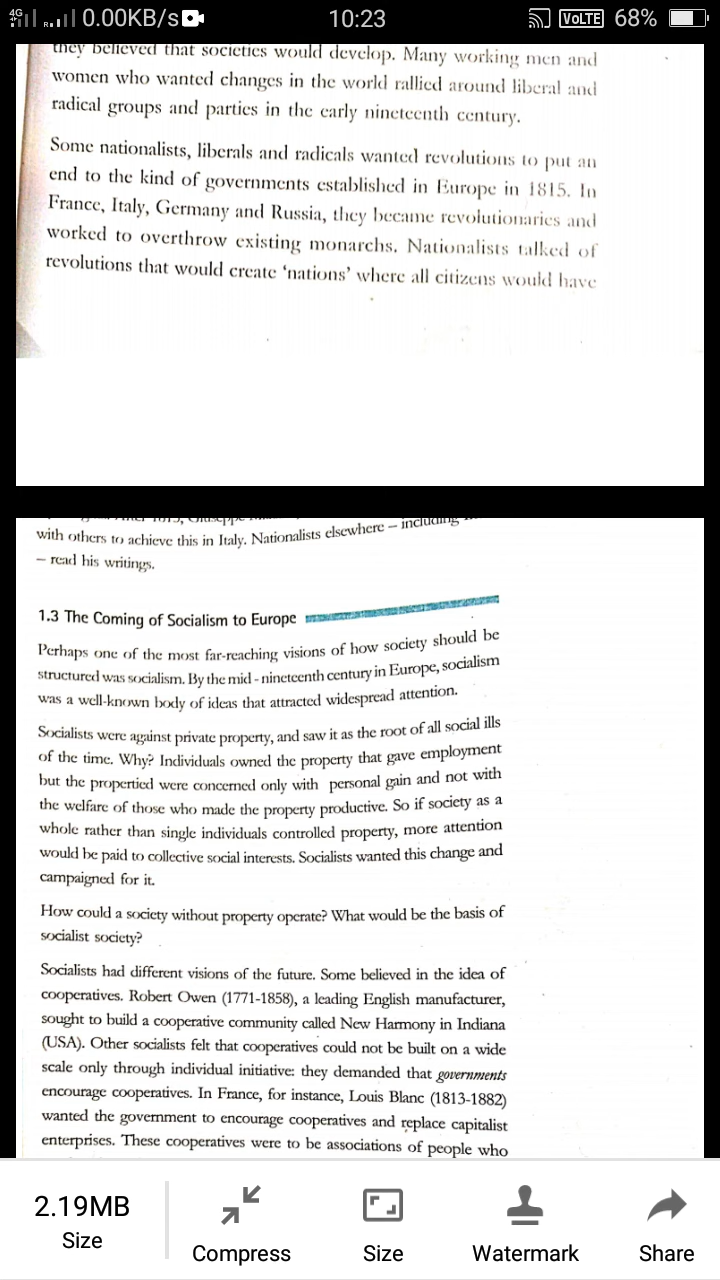 4G R 0.00KB/s 10:23 VoLTE 68%
they believed that societies would develop. Many working men and
women who wanted changes in the world rallied around liberal and
radical groups and parties in the early nineteenth century.
Some nationalists, liberals and radicals wanted revolutions to put an
end to the kind of governments established in Europe in 1815. In
France, Italy, Germany and Russia, they became revolutionaries and
worked to overthrow existing monarchs. Nationalists talked of
revolutions that would create ‘nations’ where all citizens would have
with others to achieve this in Italy. Nationalists elsewhere – including
– read his writings.
1.3 The Coming of Socialism to Europe
Perhaps one of the most far-reaching visions of how society should be
structured was socialism. By the mid - nineteenth century in Europe, socialism
was a well-known body of ideas that attracted widespread attention.
Socialists were against private property, and saw it as the root of all social ills
of the time. Why? Individuals owned the property that gave employment
but the propertied were concerned only with personal gain and not with
the welfare of those who made the property productive. So if society as a
whole rather than single individuals controlled property, more attention
would be paid to collective social interests. Socialists wanted this change and
campaigned for it.
How could a society without property operate? What would be the basis of
socialist society?
Socialists had different visions of the future. Some believed in the idea of
cooperatives. Robert Owen (1771-1858), a leading English manufacturer,
sought to build a cooperative community called New Harmony in Indiana
(USA). Other socialists felt that cooperatives could not be built on a wide
scale only through individual initiative: they demanded that governments
encourage cooperatives. In France, for instance, Louis Blanc (1813-1882)
wanted the government to encourage cooperatives and replace capitalist
enterprises. These cooperatives were to be associations of people who
2.19MB
Size
Compress
Size
Watermark
Share